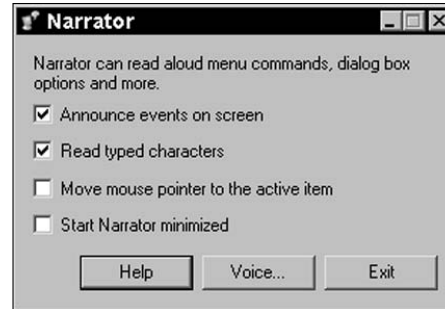 Narrator
Narrator can read aloud menu commands, dialog box
options and more.
Announce events on screen
Read typed characters
Move mouse pointer to the active item
Start Narrator minimized
Help Voice... Exit